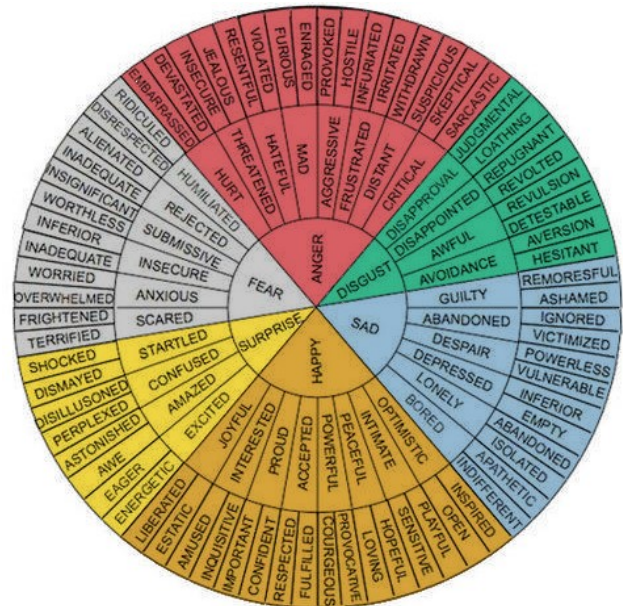 ANGER
HURT
THREATENED
HATEFUL
MAD
AGGRESSIVE
FRUSTRATED
DISTANT
CRITICAL
EMBARRASSED
DEVASTATED
INSECURE
JEALOUS
RESENTFUL
VIOLATED
FURIOUS
ENRAGED
PROVOKED
HOSTILE
INFURIATED
IRRITATED
WITHDRAWN
SUSPICIOUS
SKEPTICAL
SARCASTIC
DISGUST
DISAPPROVAL
DISAPPOINTED
AWFUL
AVOIDANCE
JUDGMENTAL
LOATHING
REPUGNANT
REVOLTED
REVULSION
DETESTABLE
AVERSION
HESITANT
SAD
GUILTY
ABANDONED
DESPAIR
DEPRESSED
LONELY
BORED
REMORESFUL
ASHAMED
IGNORED
VICTIMIZED
POWERLESS
VULNERABLE
INFERIOR
EMPTY
ABANDONED
ISOLATED
APATHETIC
INDIFFERENT
HAPPY
OPTIMISTIC
INTIMATE
PEACEFUL
POWERFUL
ACCEPTED
PROUD
INTERESTED
JOYFUL
INSPIRED
OPEN
PLAYFUL
SENSITIVE
HOPEFUL
LOVING
PROVOCATIVE
COURGEOUS
FULFILLED
RESPECTED
CONFIDENT
IMPORTANT
INQUISITIVE
AMUSED
ESTATIC
LIBERATED
SURPRISE
EXCITED
AMAZED
CONFUSED
STARTLED
ENERGETIC
EAGER
AWE
ASTONISHED
PERPLEXED
DISILLUSONED
DISMAYED
SHOCKED
FEAR
SCARED
ANXIOUS
INSECURE
SUBMISSIVE
REJECTED
HUMILIATED
TERRIFIED
FRIGHTENED
OVERWHELMED
WORRIED
INADEQUATE
INFERIOR
WORTHLESS
INSIGNIFICANT
INADEQUATE
ALIENATED
DISRESPECTED
RIDICULED